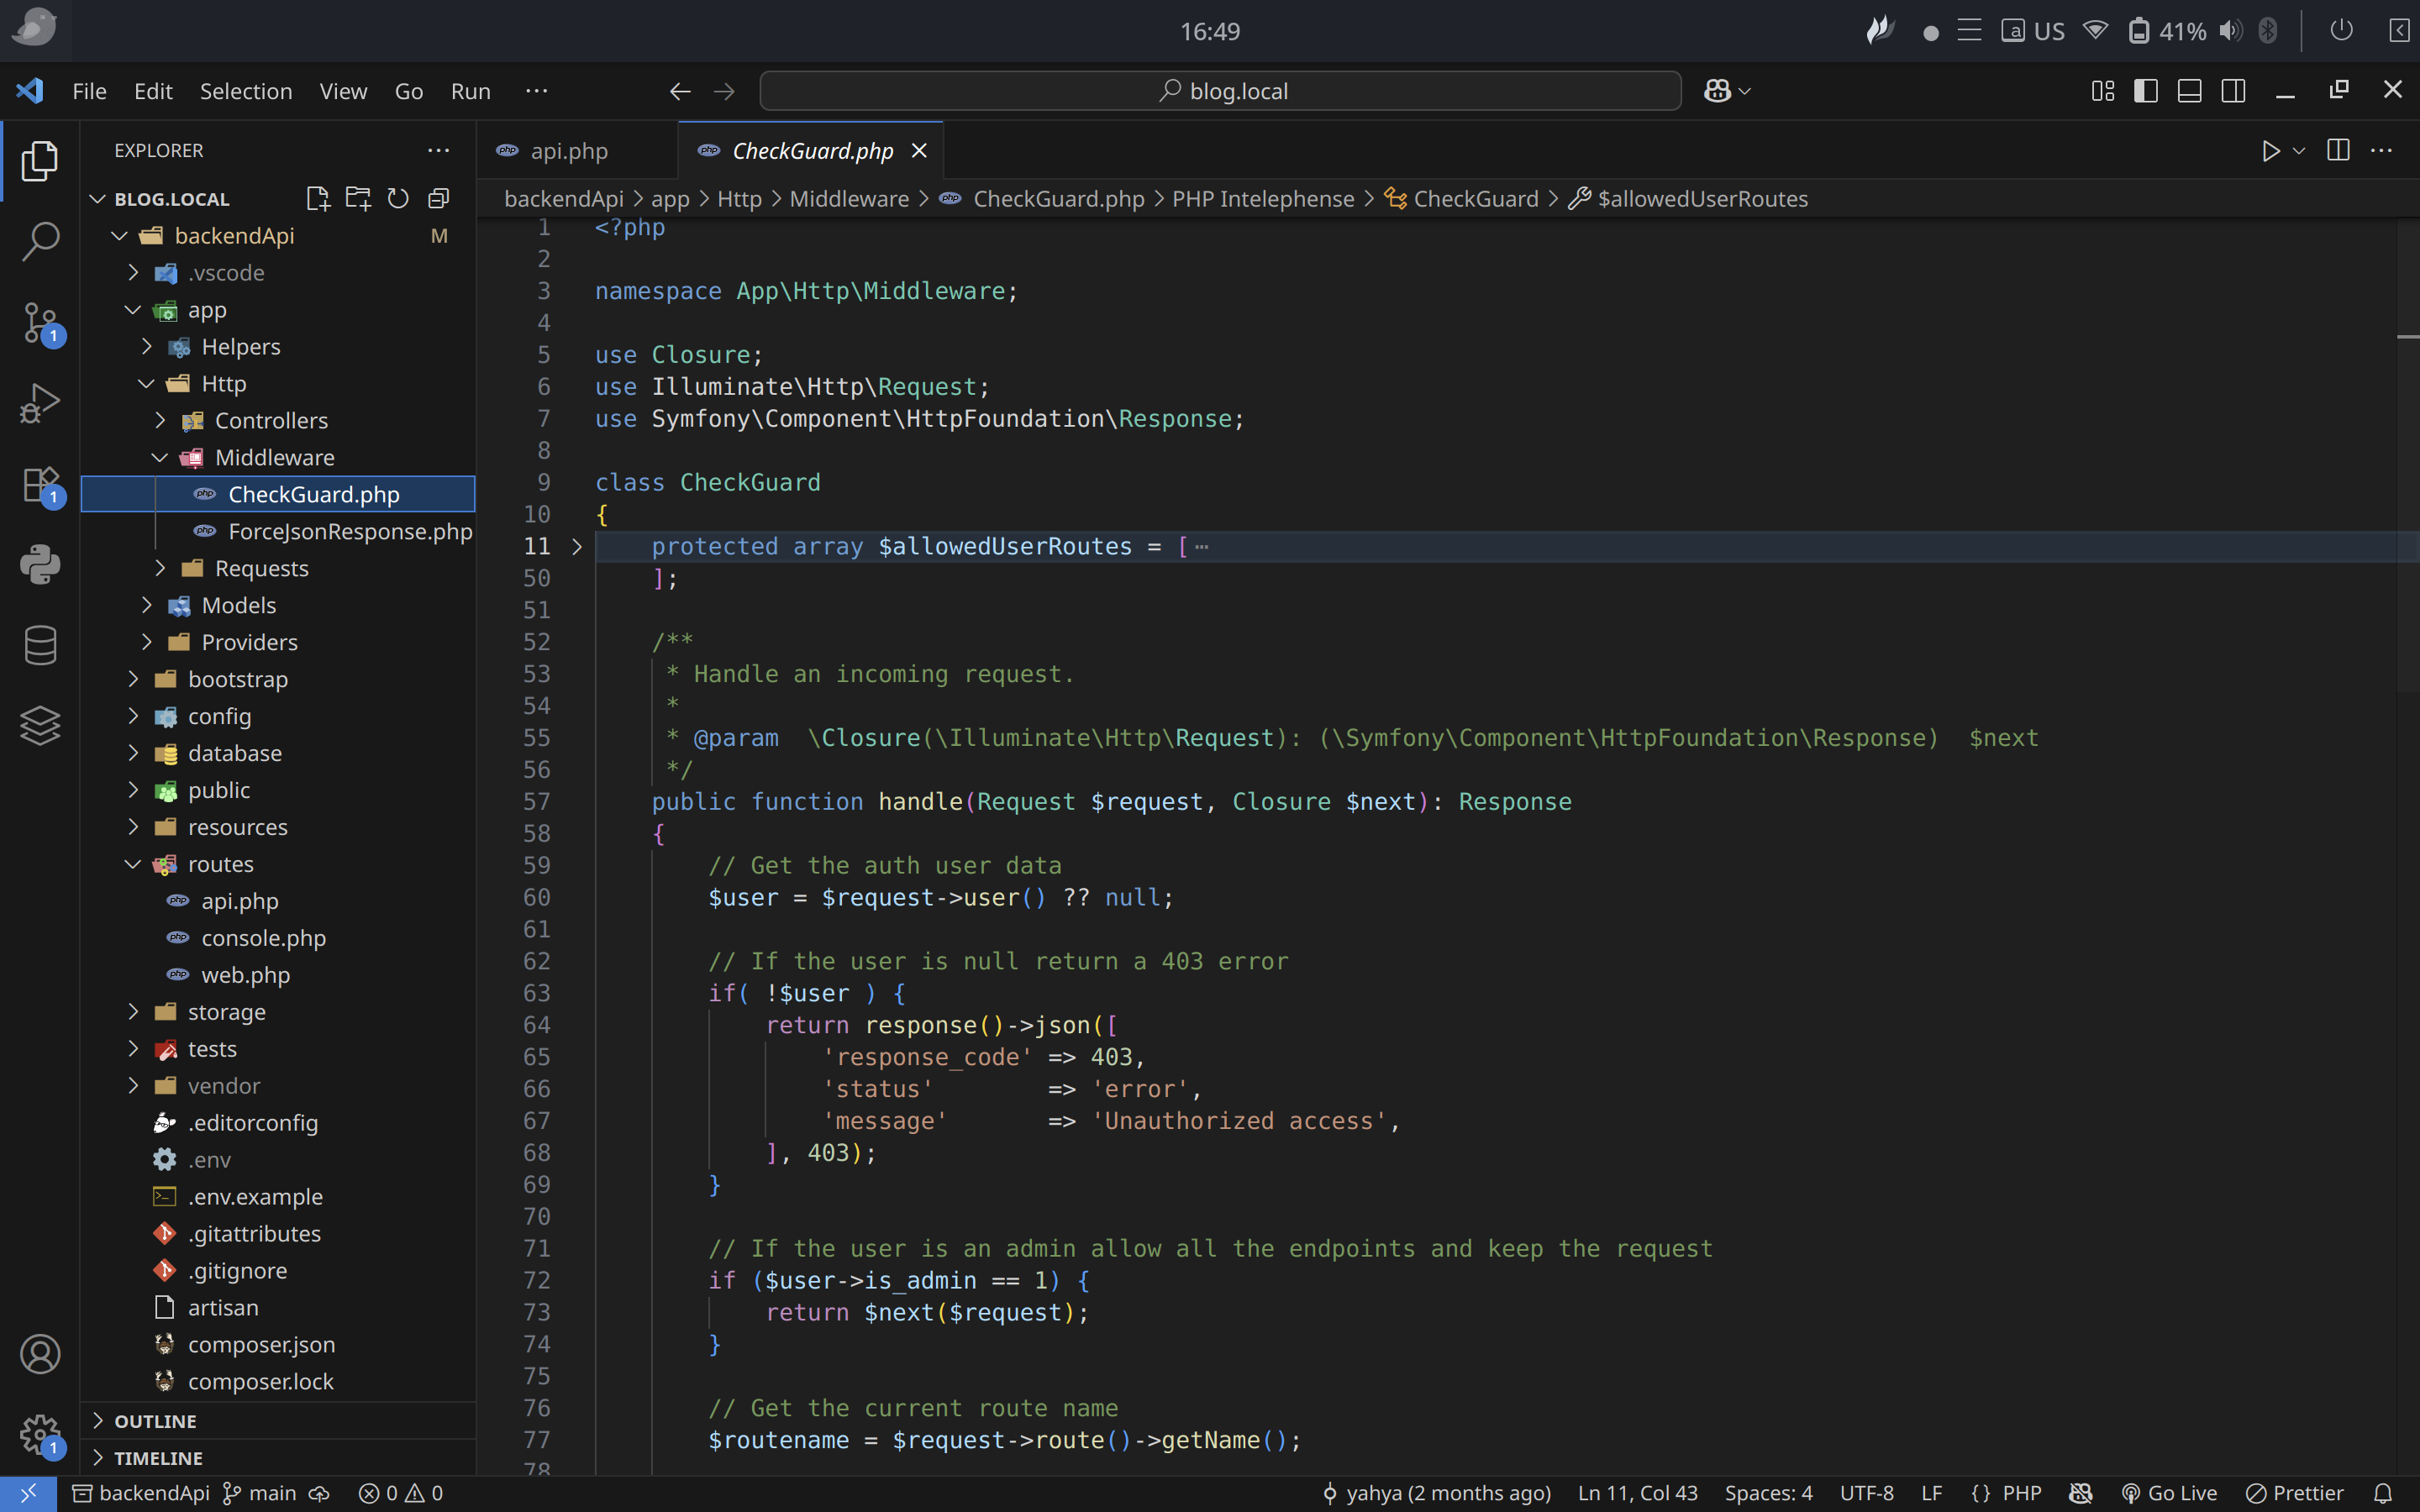 16:49
a US 41%
File Edit Selection View Go Run ··· blog.local
EXPLORER ···
BLOG.LOCAL
backendApi M
.vscode
app
Helpers
Http
Controllers
Middleware
CheckGuard.php
ForceJsonResponse.php
Requests
Models
Providers
bootstrap
config
database
public
resources
routes
api.php
console.php
web.php
storage
tests
vendor
.editorconfig
.env
.env.example
.gitattributes
.gitignore
artisan
composer.json
composer.lock
OUTLINE
TIMELINE
1
1
1
php api.php php CheckGuard.php
backendApi > app > Http > Middleware > php CheckGuard.php > PHP Intelephense > CheckGuard > $allowedUserRoutes
1 <?php
2
3 namespace App\Http\Middleware;
4
5 use Closure;
6 use Illuminate\Http\Request;
7 use Symfony\Component\HttpFoundation\Response;
8
9 class CheckGuard
10 {
11 protected array $allowedUserRoutes = [ ···
50 ];
51
52 /**
53 * Handle an incoming request.
54 *
55 * @param  \Closure(\Illuminate\Http\Request): (\Symfony\Component\HttpFoundation\Response)  $next
56 */
57 public function handle(Request $request, Closure $next): Response
58 {
59 // Get the auth user data
60 $user = $request->user() ?? null;
61
62 // If the user is null return a 403 error
63 if( !$user ) {
64 return response()->json([
65 'response_code' => 403,
66 'status'        => 'error',
67 'message'       => 'Unauthorized access',
68 ], 403);
69 }
70
71 // If the user is an admin allow all the endpoints and keep the request
72 if ($user->is_admin == 1) {
73 return $next($request);
74 }
75
76 // Get the current route name
77 $routename = $request->route()->getName();
78
backendApi main 0 0 yahya (2 months ago) Ln 11, Col 43 Spaces: 4 UTF-8 LF {} PHP Go Live Prettier